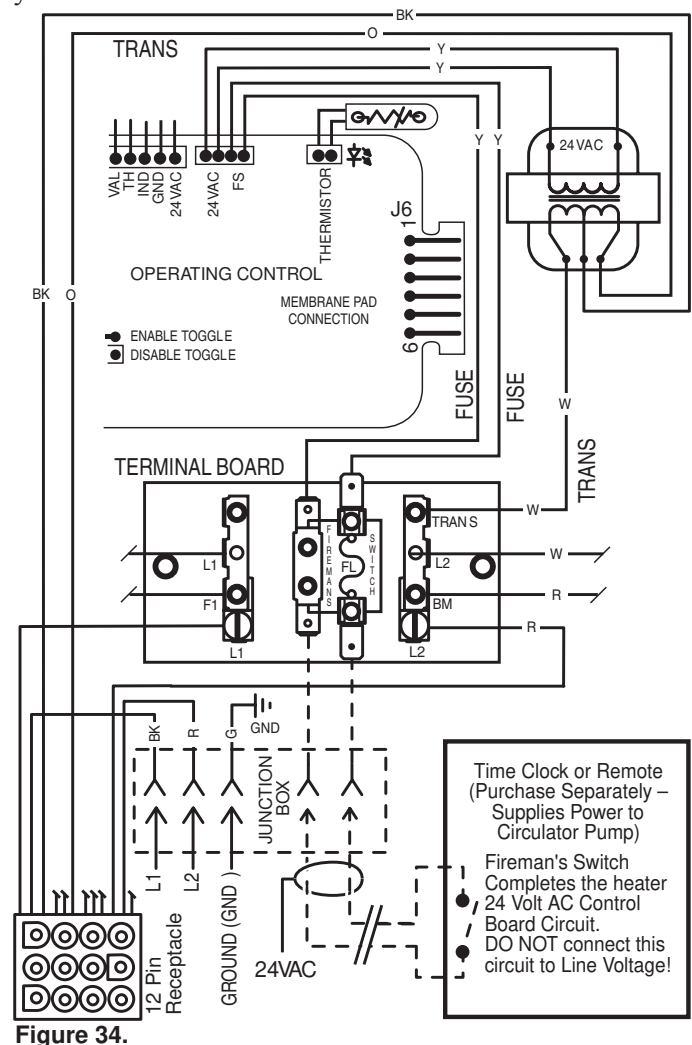 BK
O
TRANS
Y
Y
Y Y
24VAC
VAL
TH
IND
GND
24VAC
24VAC
FS
THERMISTOR
J6
1
OPERATING CONTROL
MEMBRANE PAD
CONNECTION
BK
O
ENABLE TOGGLE
DISABLE TOGGLE
6
FUSE
FUSE
W
TRANS
TERMINAL BOARD
FIREMANS
SWITCH
FL
TRANS
W
L1
L2
W
F1
BM
R
L1
L2
R
BK
R
G
GND
JUNCTION
BOX
L1
L2
GROUND (GND )
24VAC
12 Pin
Receptacle
Time Clock or Remote
(Purchase Separately –
Supplies Power to
Circulator Pump)
Fireman's Switch
Completes the heater
24 Volt AC Control
Board Circuit.
DO NOT connect this
circuit to Line Voltage!
Figure 34.